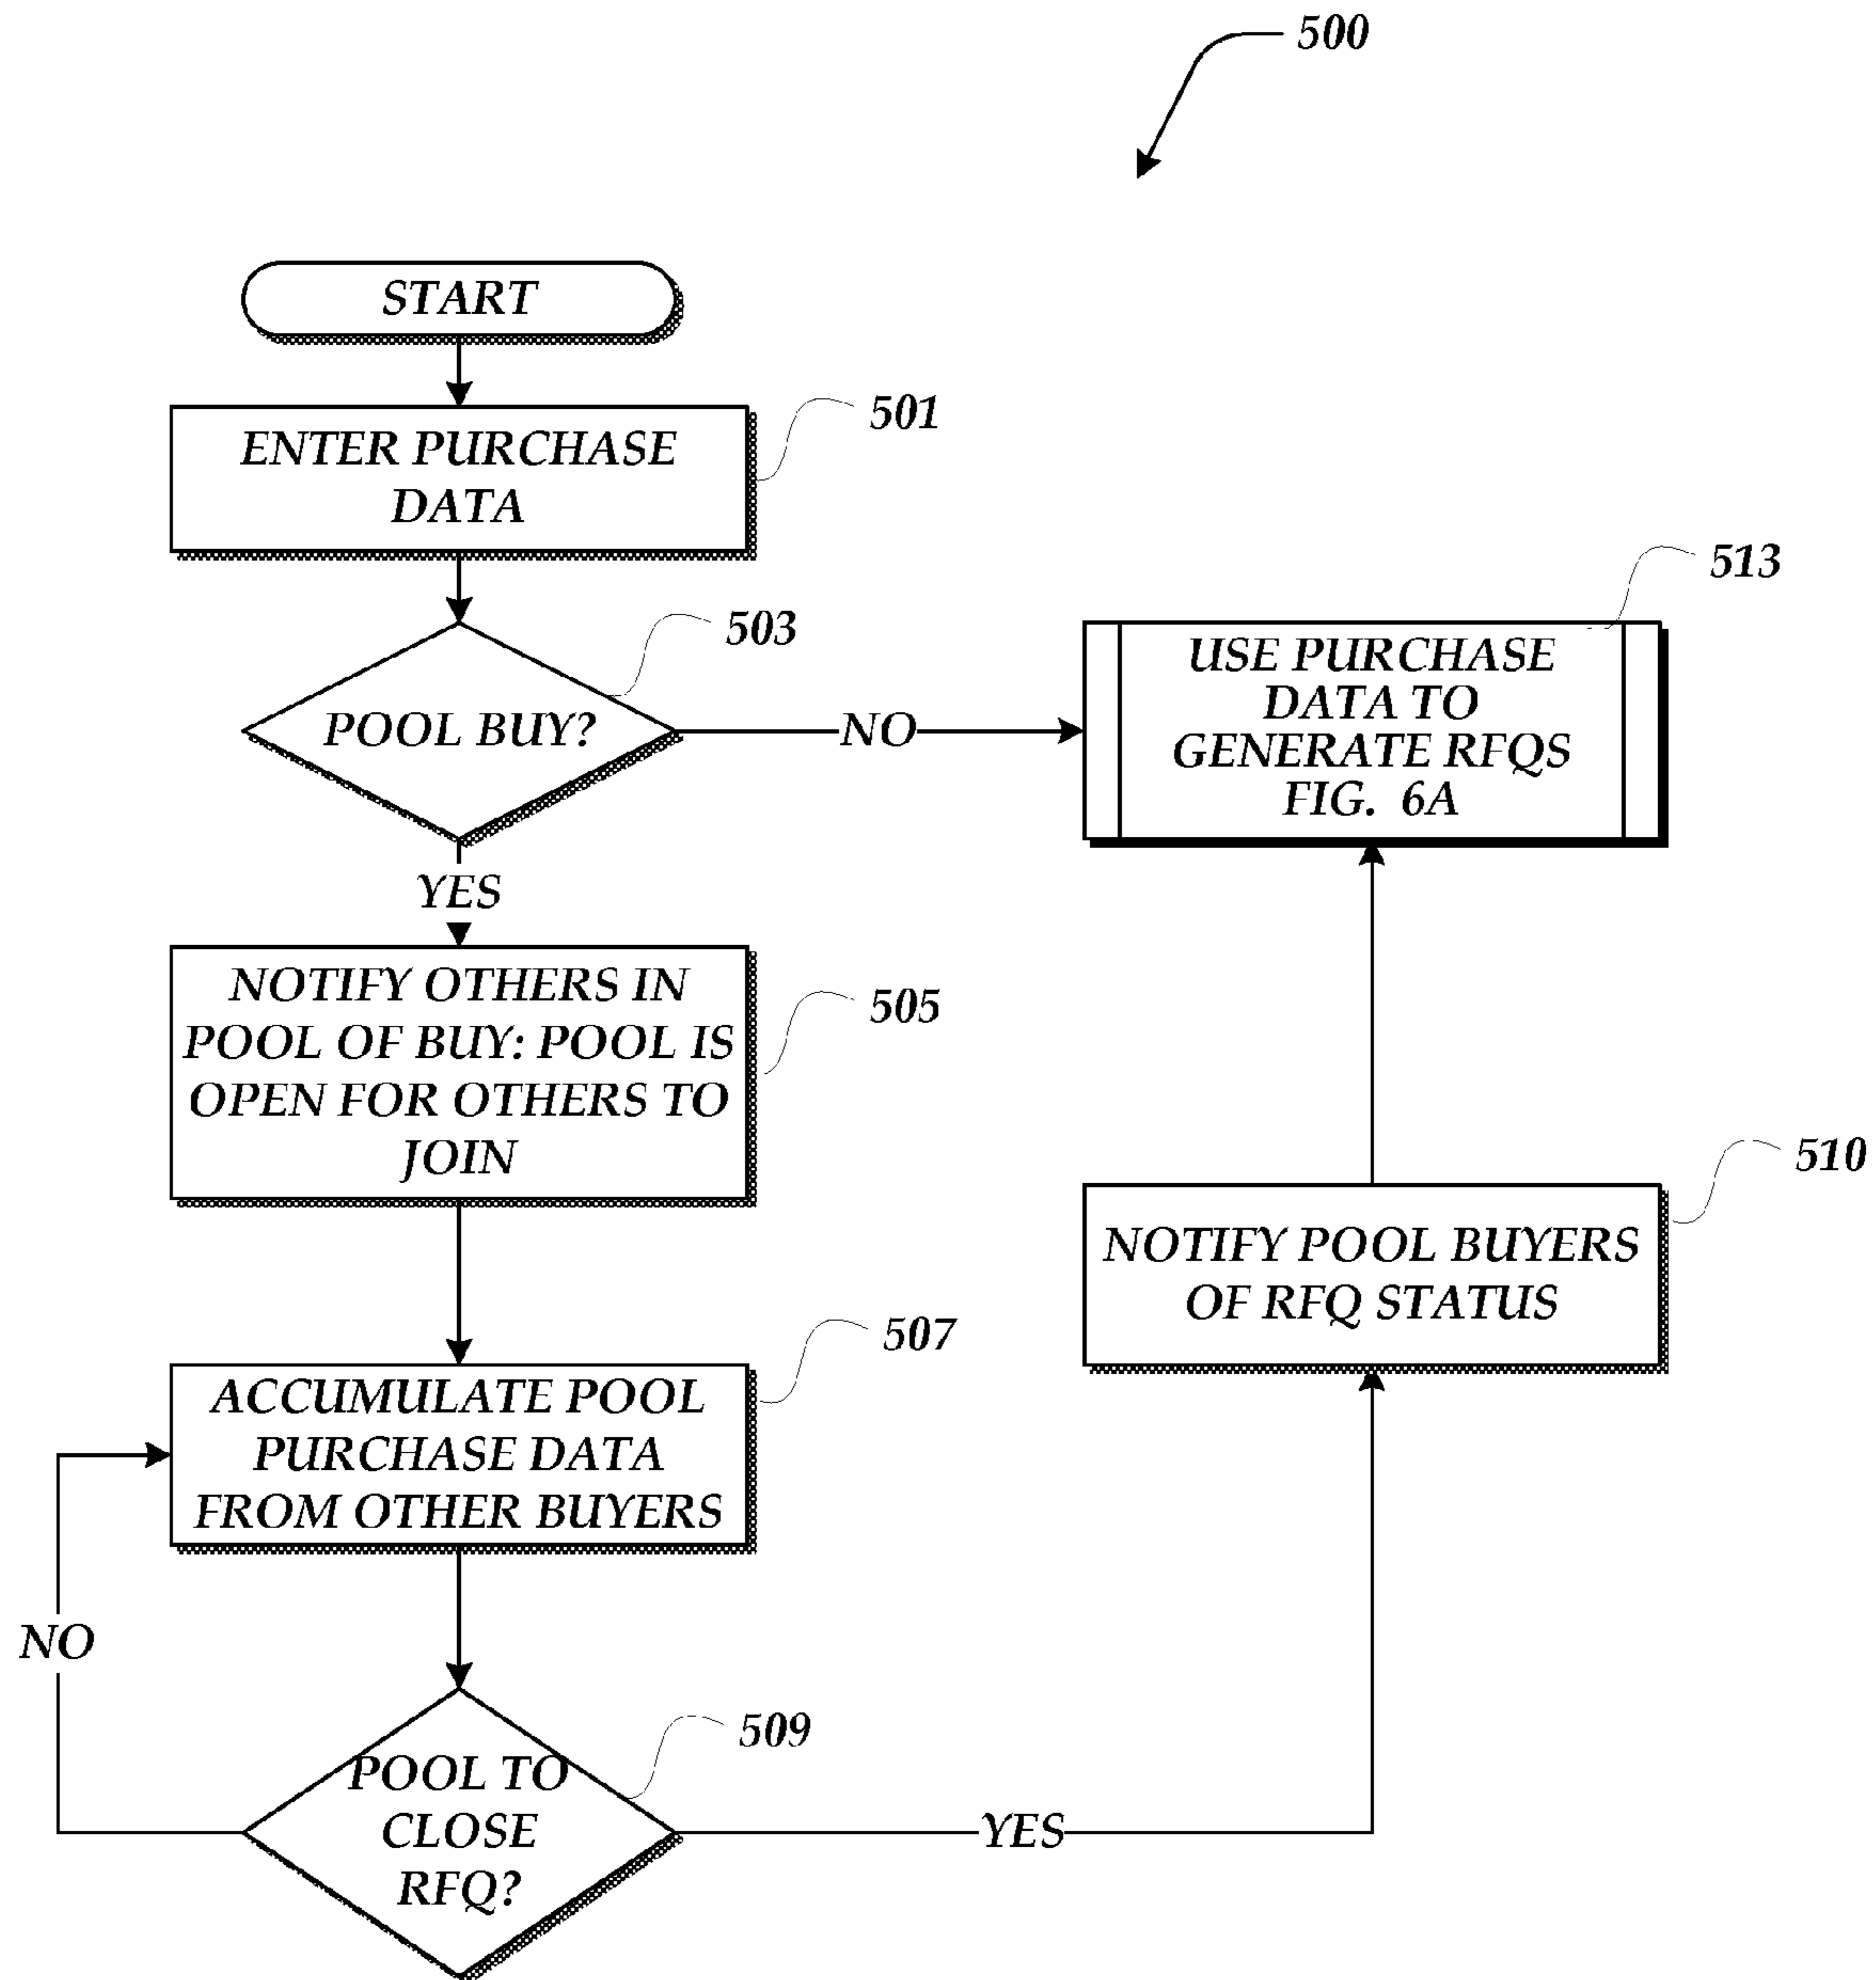 500
START
501
ENTER PURCHASE
DATA
503
POOL BUY?
NO
513
USE PURCHASE
DATA TO
GENERATE RFQS
FIG. 6A
YES
505
NOTIFY OTHERS IN
POOL OF BUY: POOL IS
OPEN FOR OTHERS TO
JOIN
510
NOTIFY POOL BUYERS
OF RFQ STATUS
507
ACCUMULATE POOL
PURCHASE DATA
FROM OTHER BUYERS
NO
509
POOL TO
CLOSE
RFQ?
YES